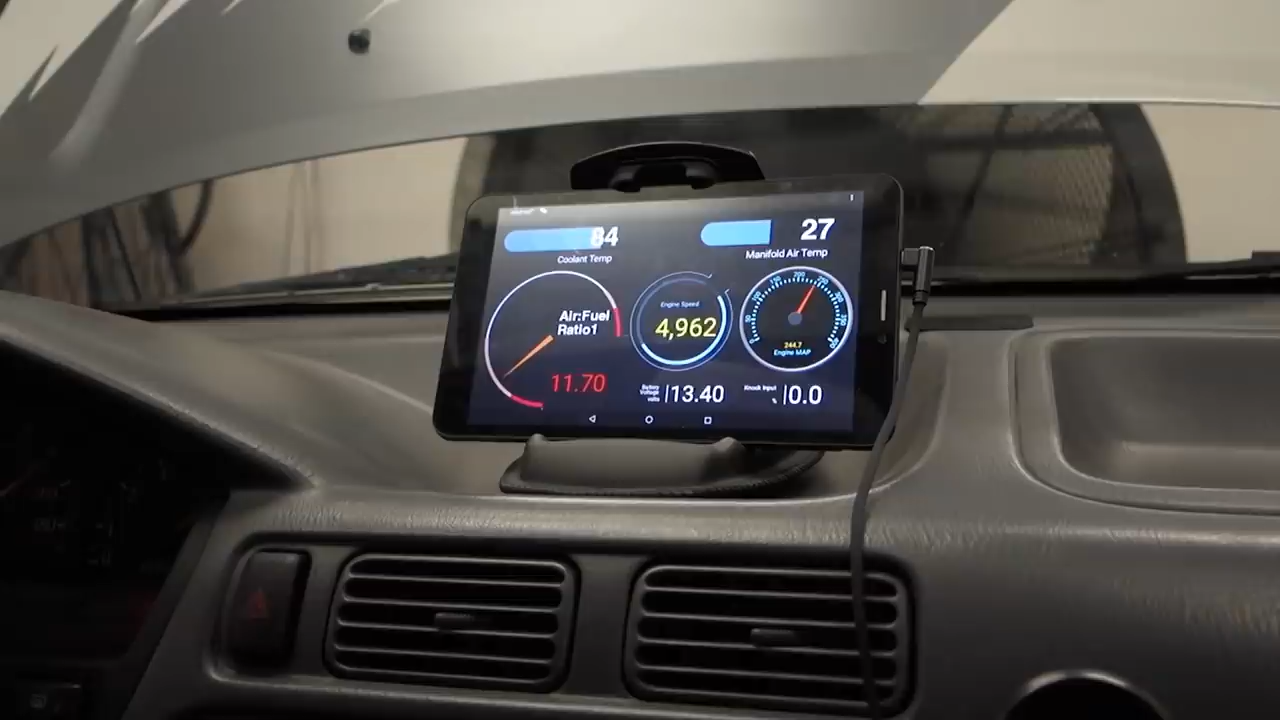 84
Coolant Temp
27
Manifold Air Temp
Air:Fuel
Ratio1
11.70
Engine Speed
4,962
200
244.7
Engine MAP
Battery
Voltage
volts
13.40
Knock Input
%
0.0